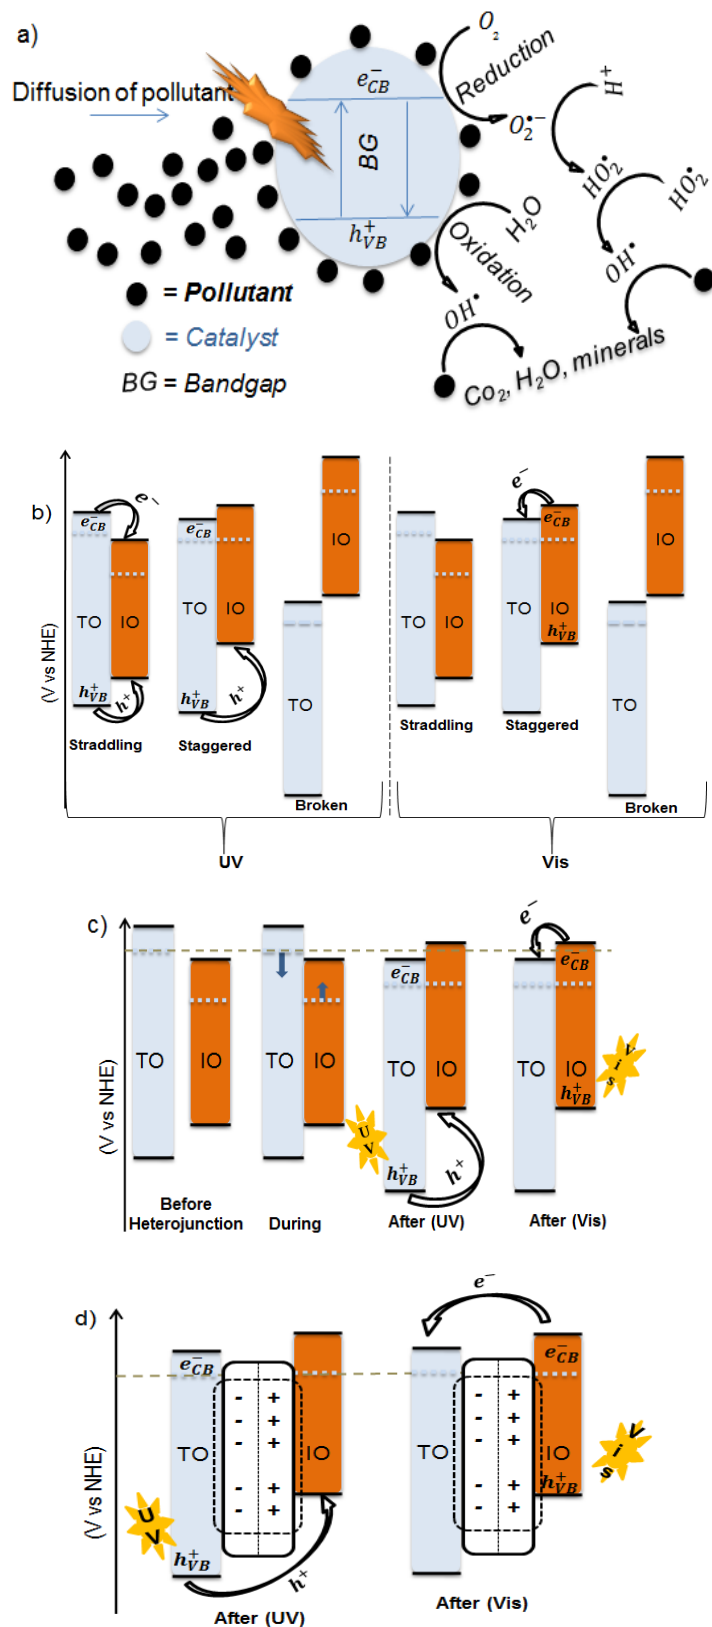 a)
Diffusion of pollutant
e⁻CB
BG
h⁺VB
O2
Reduction
O2•−
H+
HO2•
HO2•
OH•
H2O
Oxidation
OH•
Co2, H2O, minerals
= Pollutant
= Catalyst
BG = Bandgap
b)
(V vs NHE)
e⁻CB
e−
TO
IO
h⁺VB
h+
Straddling
e⁻CB
TO
IO
h⁺VB
h+
Staggered
IO
TO
Broken
UV
TO
IO
Straddling
e−
e⁻CB
TO
IO
h⁺VB
Staggered
IO
TO
Broken
Vis
c)
(V vs NHE)
TO
IO
Before
Heterojunction
TO
IO
During
UV
e⁻CB
TO
IO
h⁺VB
h+
After (UV)
e−
e⁻CB
TO
IO
h⁺VB
Vis
After (Vis)
d)
(V vs NHE)
e⁻CB
TO
IO
- +
- +
- +
- +
- +
UV
h⁺VB
h+
After (UV)
e−
e⁻CB
TO
IO
- +
- +
- +
- +
- +
h⁺VB
Vis
After (Vis)